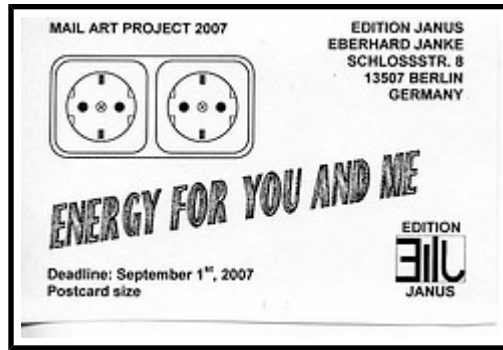 MAIL ART PROJECT 2007
EDITION JANUS
EBERHARD JANKE
SCHLOSSSTR. 8
13507 BERLIN
GERMANY
ENERGY FOR YOU AND ME
Deadline: September 1st, 2007
Postcard size
EDITION
JANUS